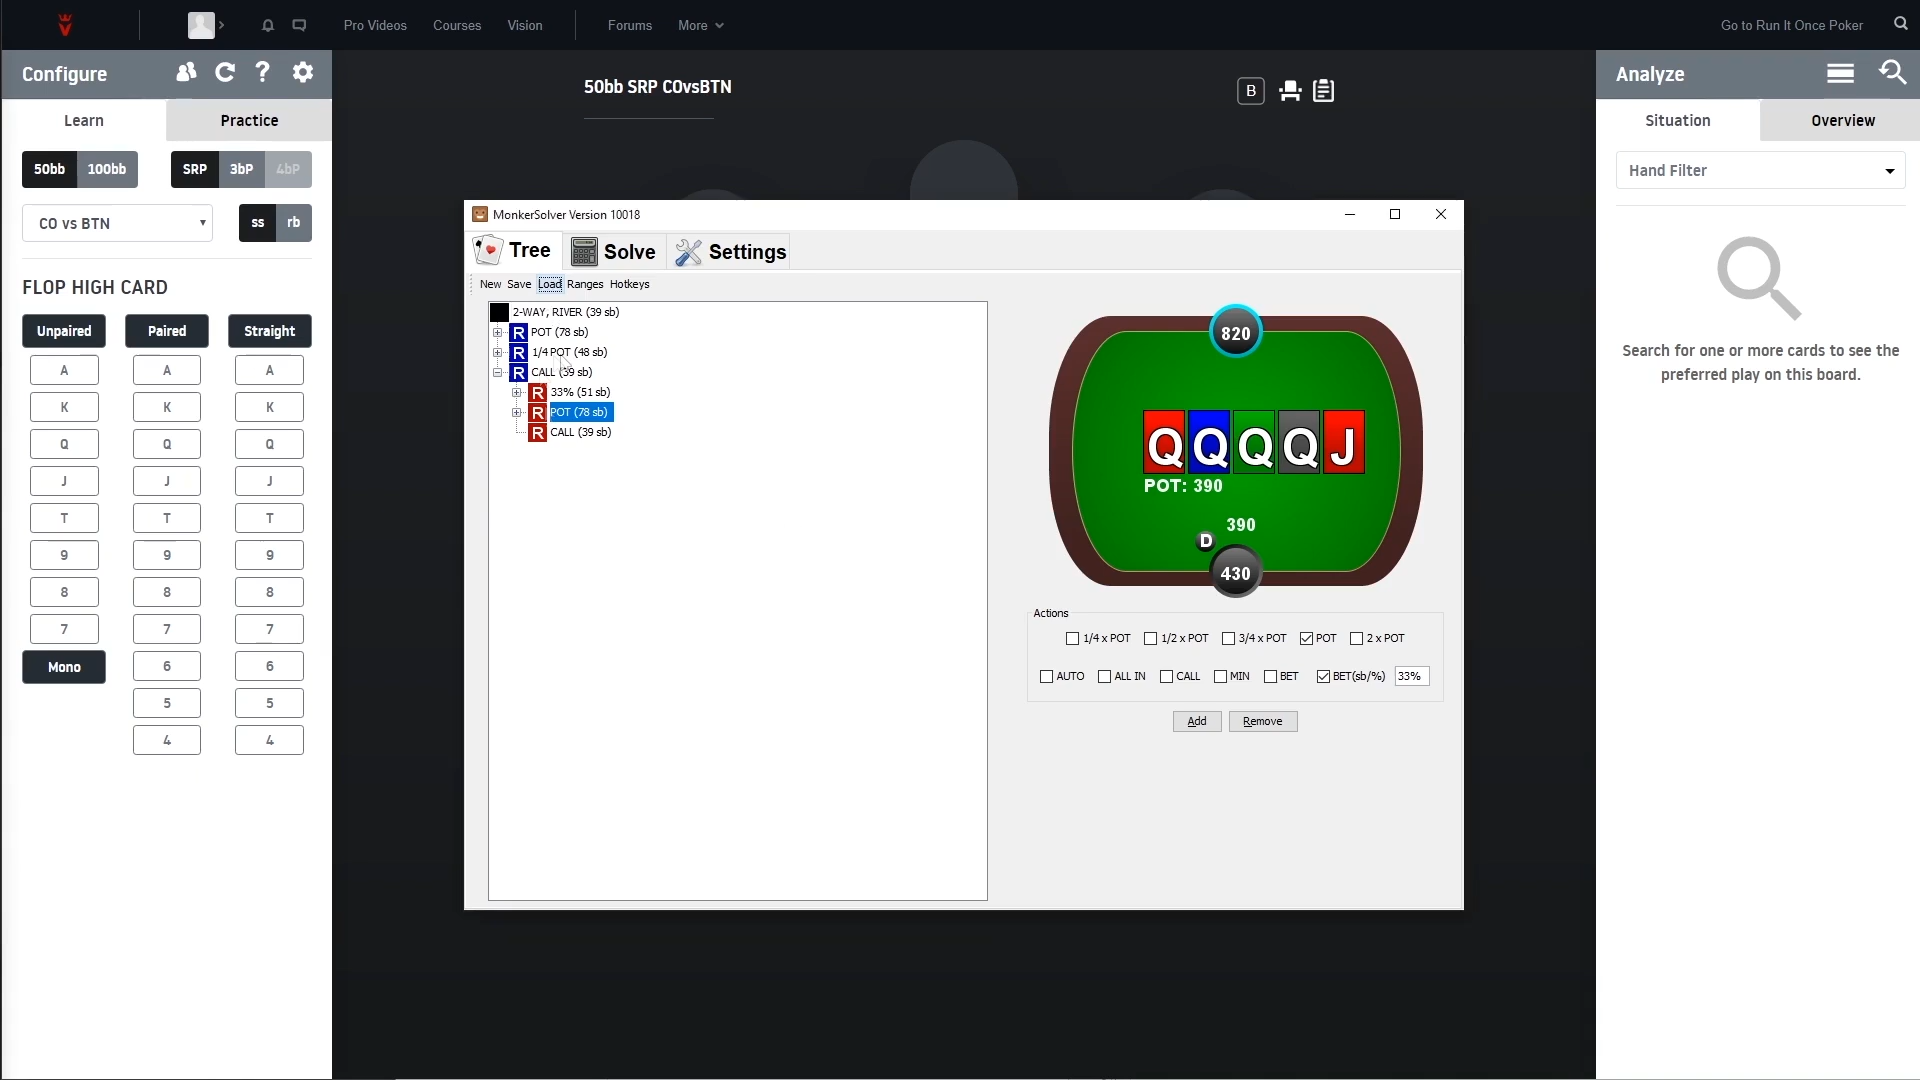 Pro Videos Courses Vision Forums More Go to Run It Once Poker
Configure
Learn Practice
50bb 100bb SRP 3bP 4bP
CO vs BTN ss rb
FLOP HIGH CARD
Unpaired Paired Straight
A A A
K K K
Q Q Q
J J J
T T T
9 9 9
8 8 8
7 7 7
Mono 6 6
5 5
4 4
50bb SRP COvsBTN
B
MonkerSolver Version 10018
Tree Solve Settings
New Save Load Ranges Hotkeys
2-WAY, RIVER (39 sb)
R POT (78 sb)
R 1/4 POT (48 sb)
R CALL (39 sb)
R 33% (51 sb)
R POT (78 sb)
R CALL (39 sb)
820
Q Q Q Q J
POT: 390
390
D
430
Actions
1/4 x POT 1/2 x POT 3/4 x POT POT 2 x POT
AUTO ALL IN CALL MIN BET BET(sb/%) 33%
Add Remove
Analyze
Situation Overview
Hand Filter
Search for one or more cards to see the
preferred play on this board.